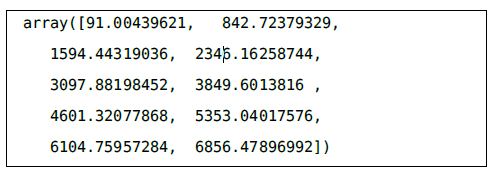 array([91.00439621, 842.72379329,
1594.44319036, 2346.16258744,
3097.88198452, 3849.6013816 ,
4601.32077868, 5353.04017576,
6104.75957284, 6856.47896992])